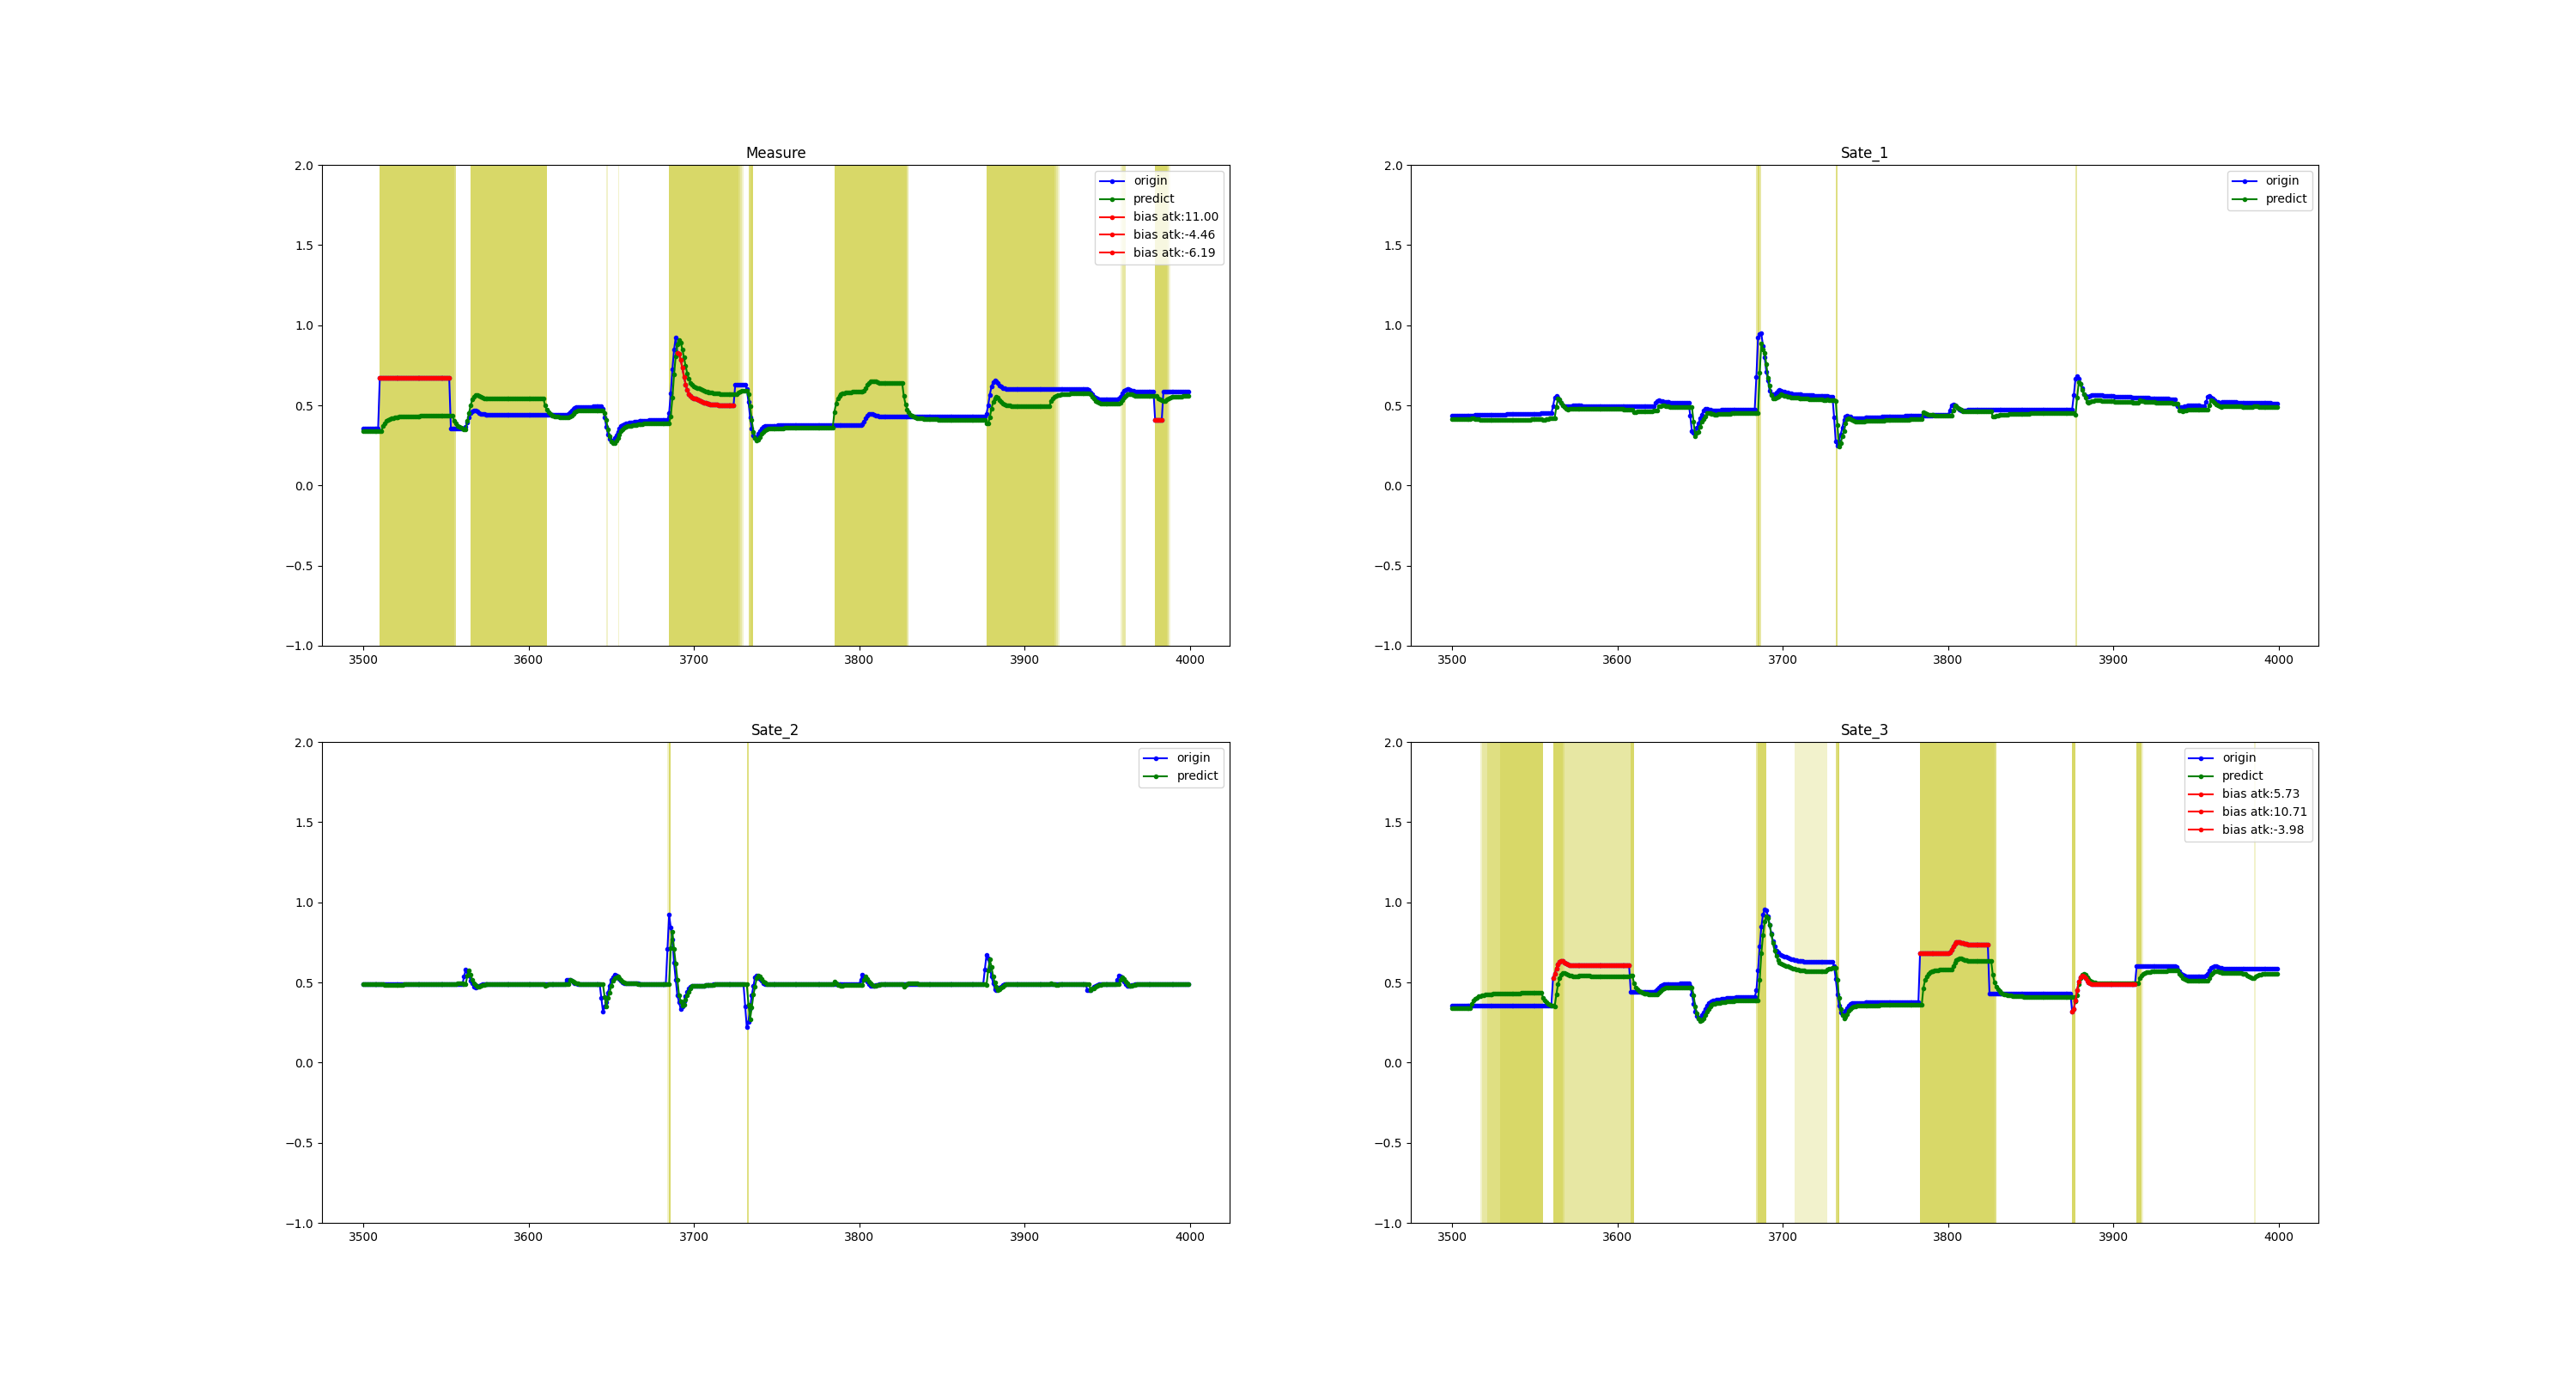 Measure
2.0
1.5
1.0
0.5
0.0
−0.5
−1.0
3500 3600 3700 3800 3900 4000
origin
predict
bias atk:11.00
bias atk:-4.46
bias atk:-6.19
Sate_1
2.0
1.5
1.0
0.5
0.0
−0.5
−1.0
3500 3600 3700 3800 3900 4000
origin
predict
Sate_2
2.0
1.5
1.0
0.5
0.0
−0.5
−1.0
3500 3600 3700 3800 3900 4000
origin
predict
Sate_3
2.0
1.5
1.0
0.5
0.0
−0.5
−1.0
3500 3600 3700 3800 3900 4000
origin
predict
bias atk:5.73
bias atk:10.71
bias atk:-3.98